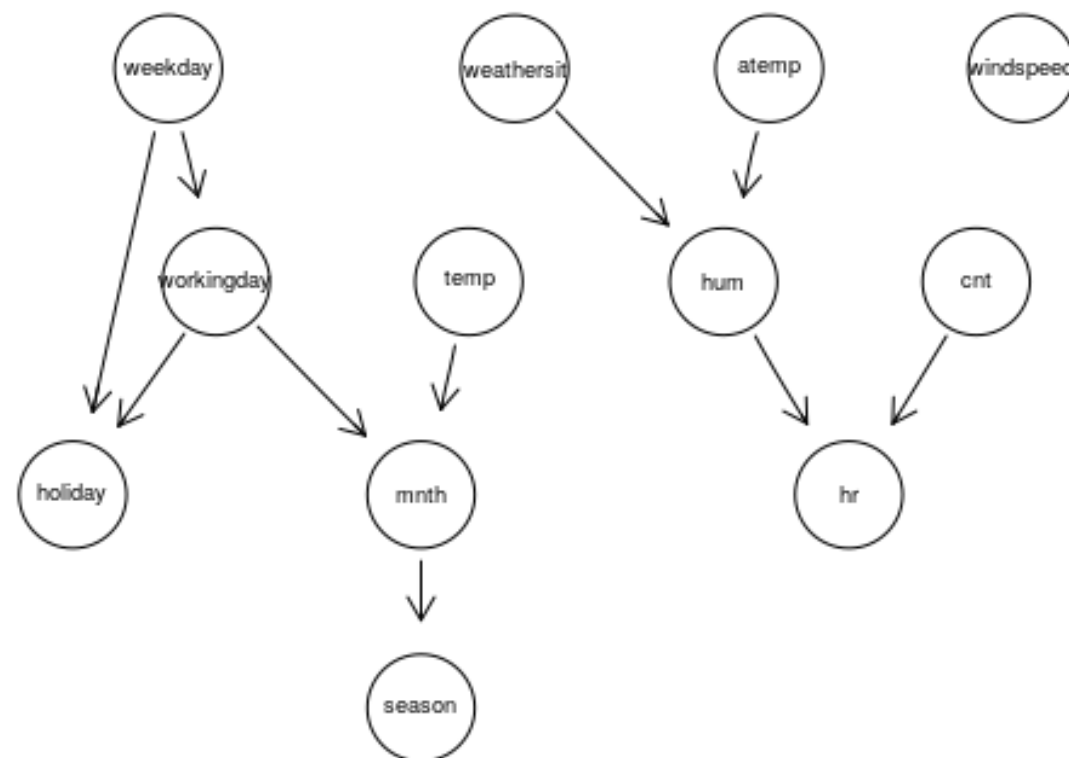 weekday
weathersit
atemp
windspeed
workingday
temp
hum
cnt
holiday
mnth
hr
season